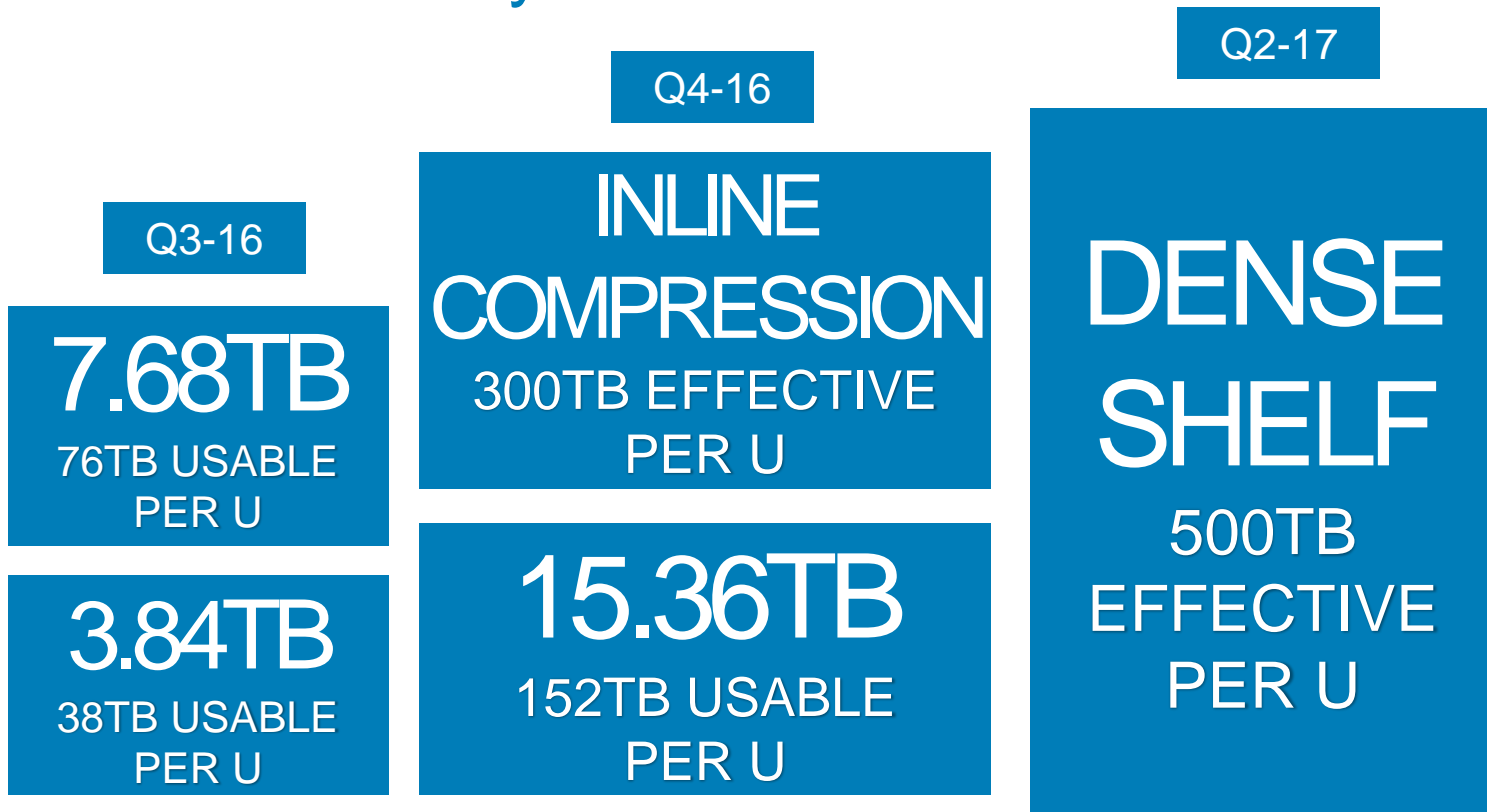 Q3-16
7.68TB
76TB USABLE
PER U
3.84TB
38TB USABLE
PER U
Q4-16
INLINE
COMPRESSION
300TB EFFECTIVE
PER U
15.36TB
152TB USABLE
PER U
Q2-17
DENSE
SHELF
500TB
EFFECTIVE
PER U